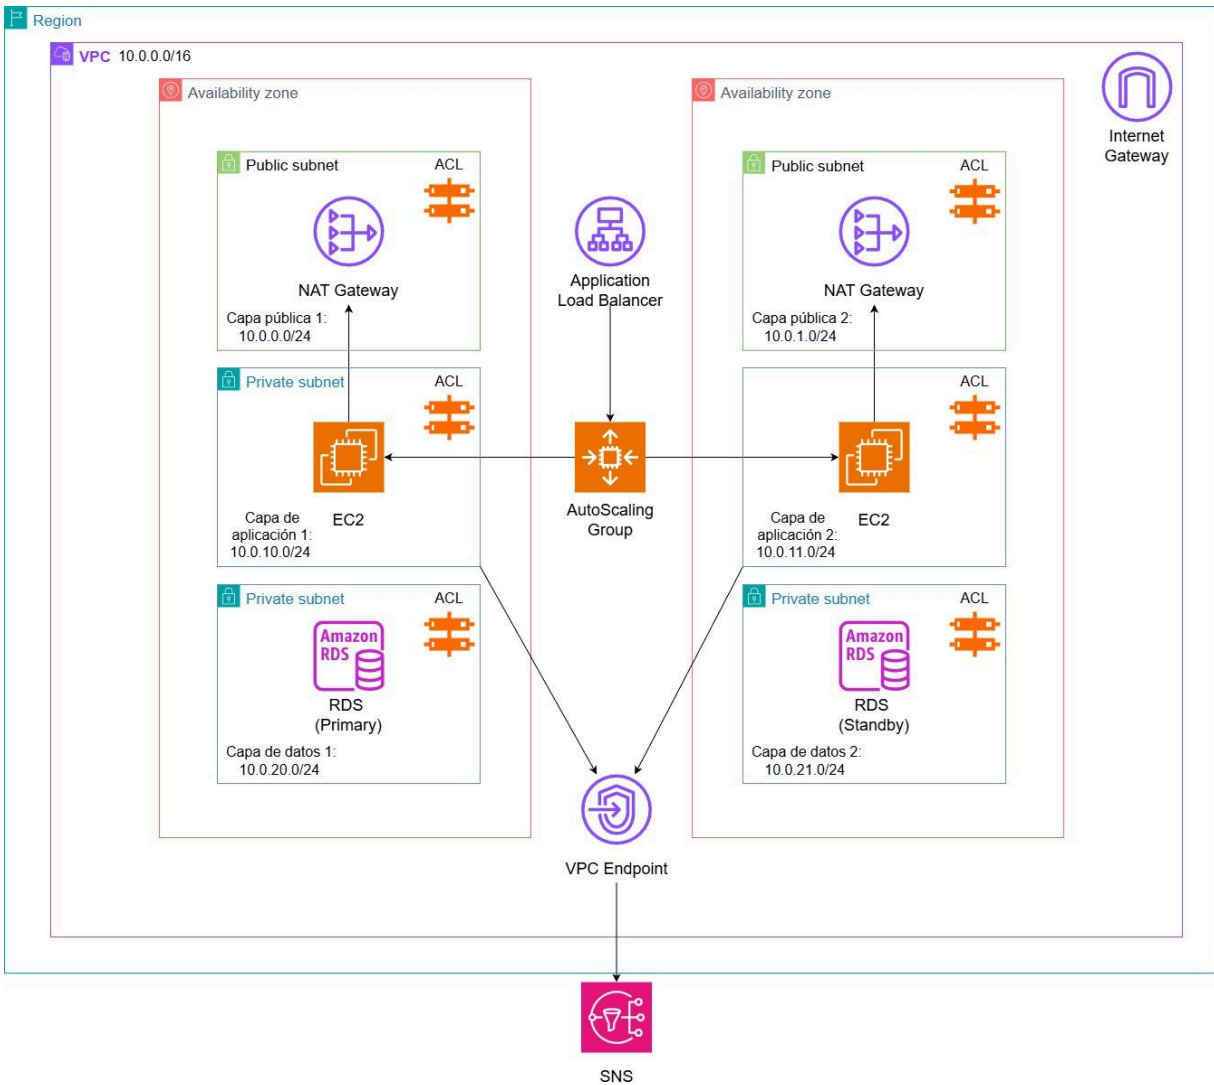 Region
VPC 10.0.0.0/16
Availability zone
Availability zone
Internet
Gateway
Public subnet
ACL
NAT Gateway
Capa pública 1:
10.0.0.0/24
Application
Load Balancer
Public subnet
ACL
NAT Gateway
Capa pública 2:
10.0.1.0/24
Private subnet
ACL
EC2
Capa de
aplicación 1:
10.0.10.0/24
AutoScaling
Group
ACL
EC2
Capa de
aplicación 2:
10.0.11.0/24
Private subnet
ACL
Amazon
RDS
RDS
(Primary)
Capa de datos 1:
10.0.20.0/24
Private subnet
ACL
Amazon
RDS
RDS
(Standby)
Capa de datos 2:
10.0.21.0/24
VPC Endpoint
SNS